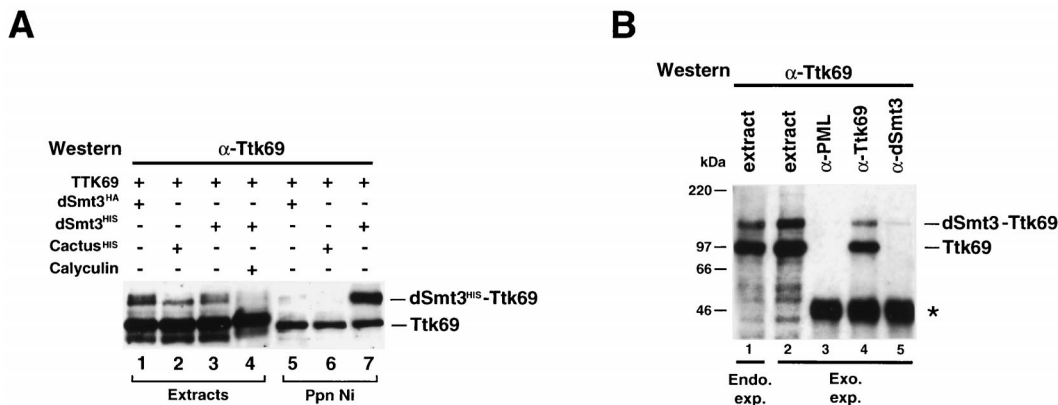 A
Western
α-Ttk69
TTK69 + + + + + + +
dSmt3HA + - - - + - -
dSmt3HIS - - + + - - +
CactusHIS - + - - - + -
Calyculin - - - + - - -
dSmt3HIS-Ttk69
Ttk69
1 2 3 4 5 6 7
Extracts Ppn Ni
B
Western α-Ttk69
extract extract α-PML α-Ttk69 α-dSmt3
kDa
220
97
66
46
dSmt3-Ttk69
Ttk69
*
1 2 3 4 5
Endo. exp.
Exo. exp.